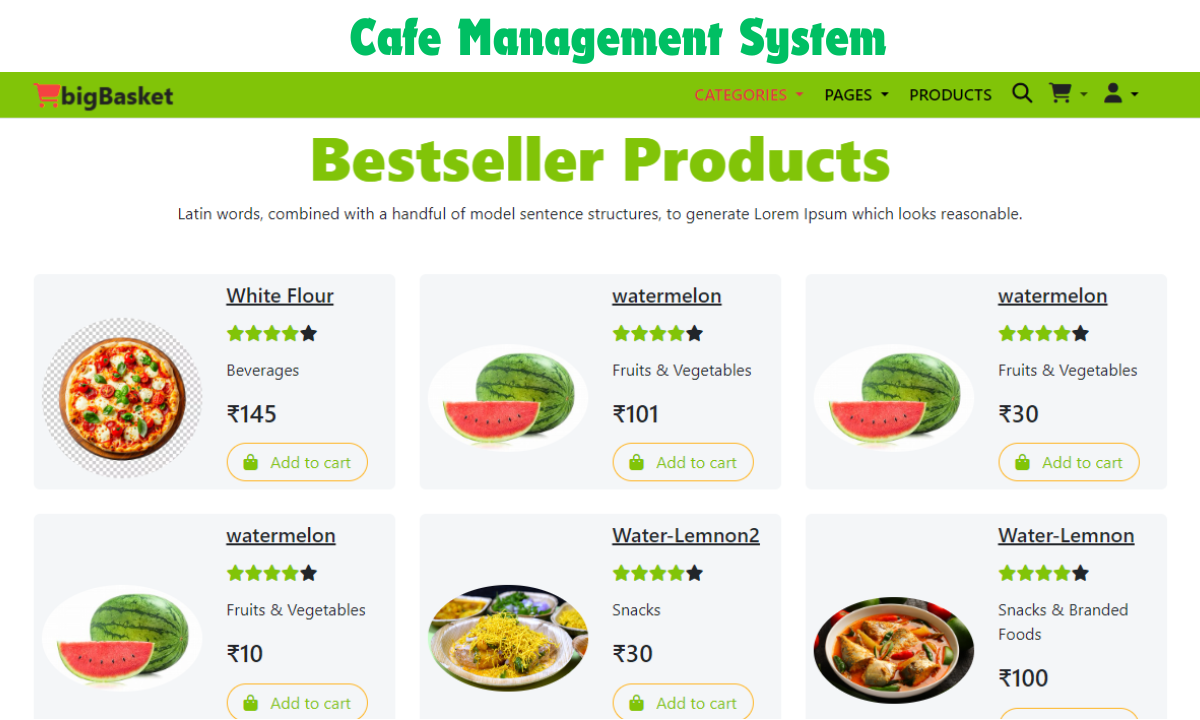 Cafe Management System
bigBasket
CATEGORIES
PAGES
PRODUCTS
Bestseller Products
Latin words, combined with a handful of model sentence structures, to generate Lorem Ipsum which looks reasonable.
White Flour
Beverages
₹145
Add to cart
watermelon
Fruits & Vegetables
₹101
Add to cart
watermelon
Fruits & Vegetables
₹30
Add to cart
watermelon
Fruits & Vegetables
₹10
Add to cart
Water-Lemnon2
Snacks
₹30
Add to cart
Water-Lemnon
Snacks & Branded
Foods
₹100